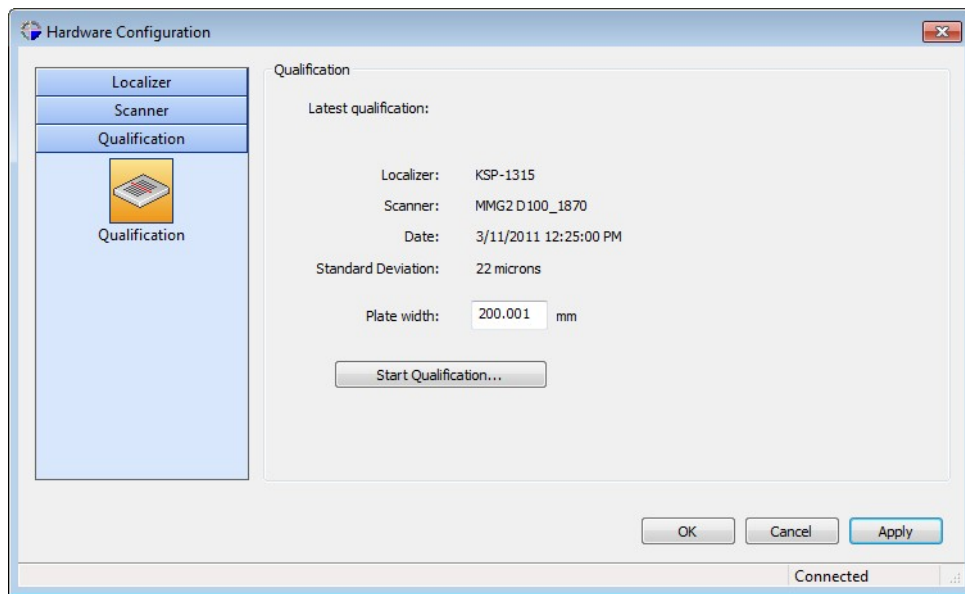 Hardware Configuration
Localizer
Scanner
Qualification
Qualification
Qualification
Latest qualification:
Localizer: KSP-1315
Scanner: MMG2 D100_1870
Date: 3/11/2011 12:25:00 PM
Standard Deviation: 22 microns
Plate width: 200.001 mm
Start Qualification...
OK Cancel Apply
Connected